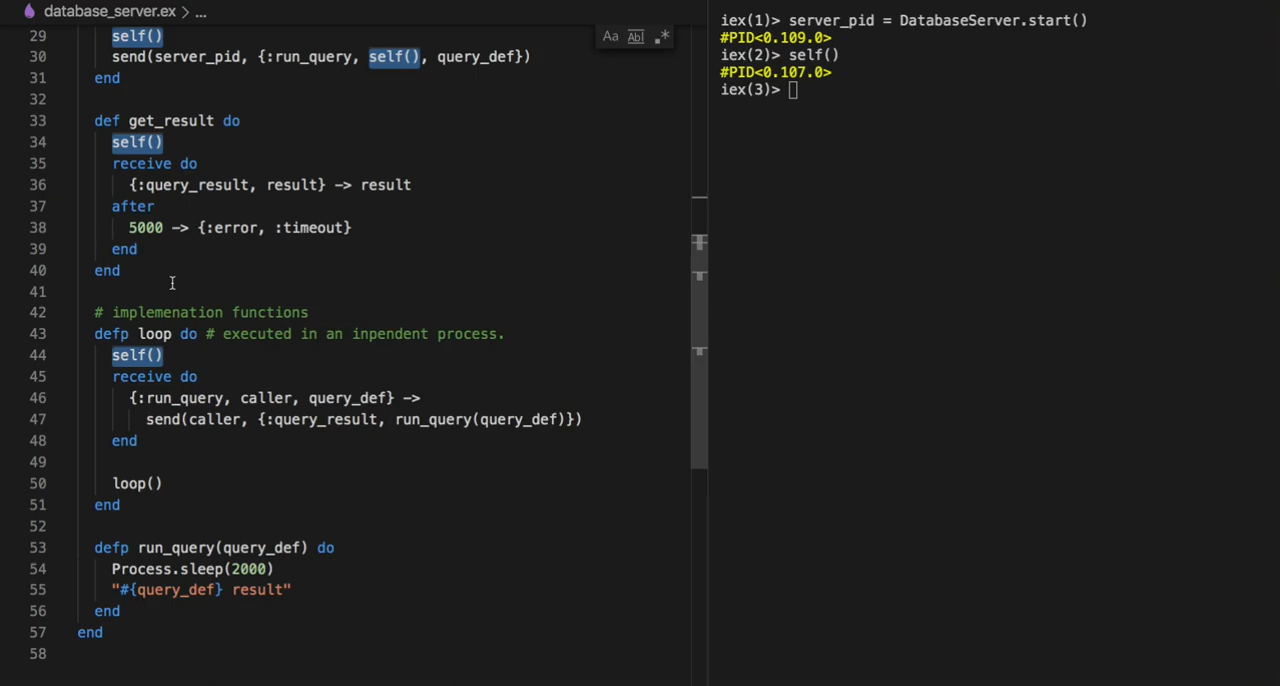 database_server.ex > ...
Aa Abl .*
29 self()
30 send(server_pid, {:run_query, self(), query_def})
31 end
32
33 def get_result do
34 self()
35 receive do
36 {:query_result, result} -> result
37 after
38 5000 -> {:error, :timeout}
39 end
40 end
41
42 # implemenation functions
43 defp loop do # executed in an inpendent process.
44 self()
45 receive do
46 {:run_query, caller, query_def} ->
47 send(caller, {:query_result, run_query(query_def)})
48 end
49
50 loop()
51 end
52
53 defp run_query(query_def) do
54 Process.sleep(2000)
55 "#{query_def} result"
56 end
57 end
58
iex(1)> server_pid = DatabaseServer.start()
#PID<0.109.0>
iex(2)> self()
#PID<0.107.0>
iex(3)>